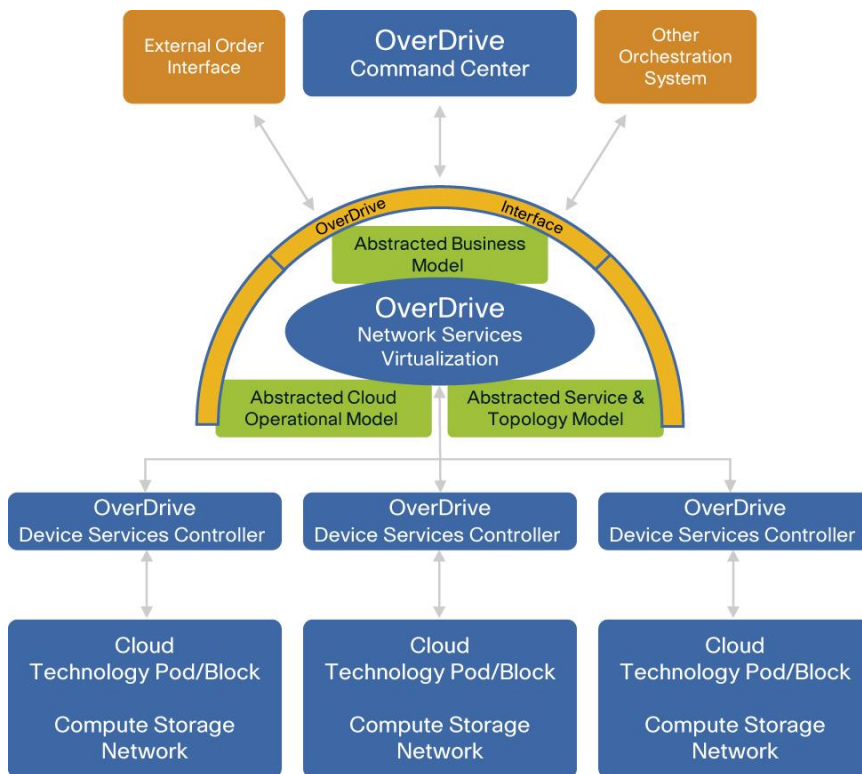 External Order
Interface
OverDrive
Command Center
Other
Orchestration
System
OverDrive
Interface
Abstracted Business
Model
OverDrive
Network Services
Virtualization
Abstracted Cloud
Operational Model
Abstracted Service &
Topology Model
OverDrive
Device Services Controller
OverDrive
Device Services Controller
OverDrive
Device Services Controller
Cloud
Technology Pod/Block
Compute Storage
Network
Cloud
Technology Pod/Block
Compute Storage
Network
Cloud
Technology Pod/Block
Compute Storage
Network